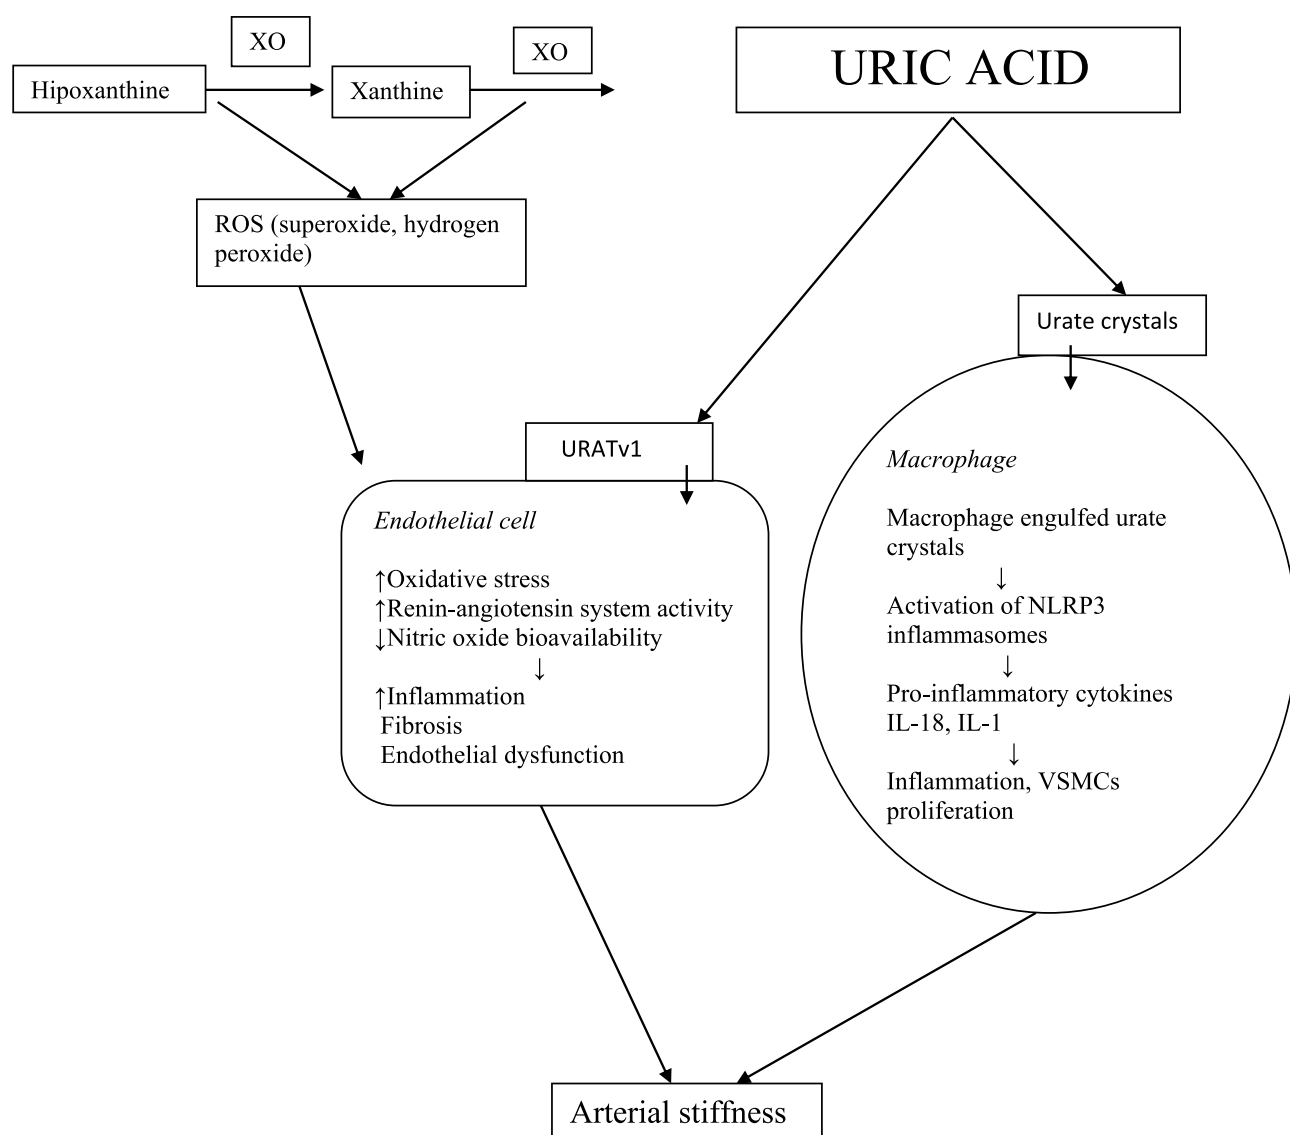 XO
XO
URIC ACID
Hipoxanthine
Xanthine
ROS (superoxide, hydrogen
peroxide)
Urate crystals
URATv1
Endothelial cell
↑Oxidative stress
↑Renin-angiotensin system activity
↓Nitric oxide bioavailability
↓
↑Inflammation
Fibrosis
Endothelial dysfunction
Macrophage
Macrophage engulfed urate
crystals
↓
Activation of NLRP3
inflammasomes
↓
Pro-inflammatory cytokines
IL-18, IL-1
↓
Inflammation, VSMCs
proliferation
Arterial stiffness